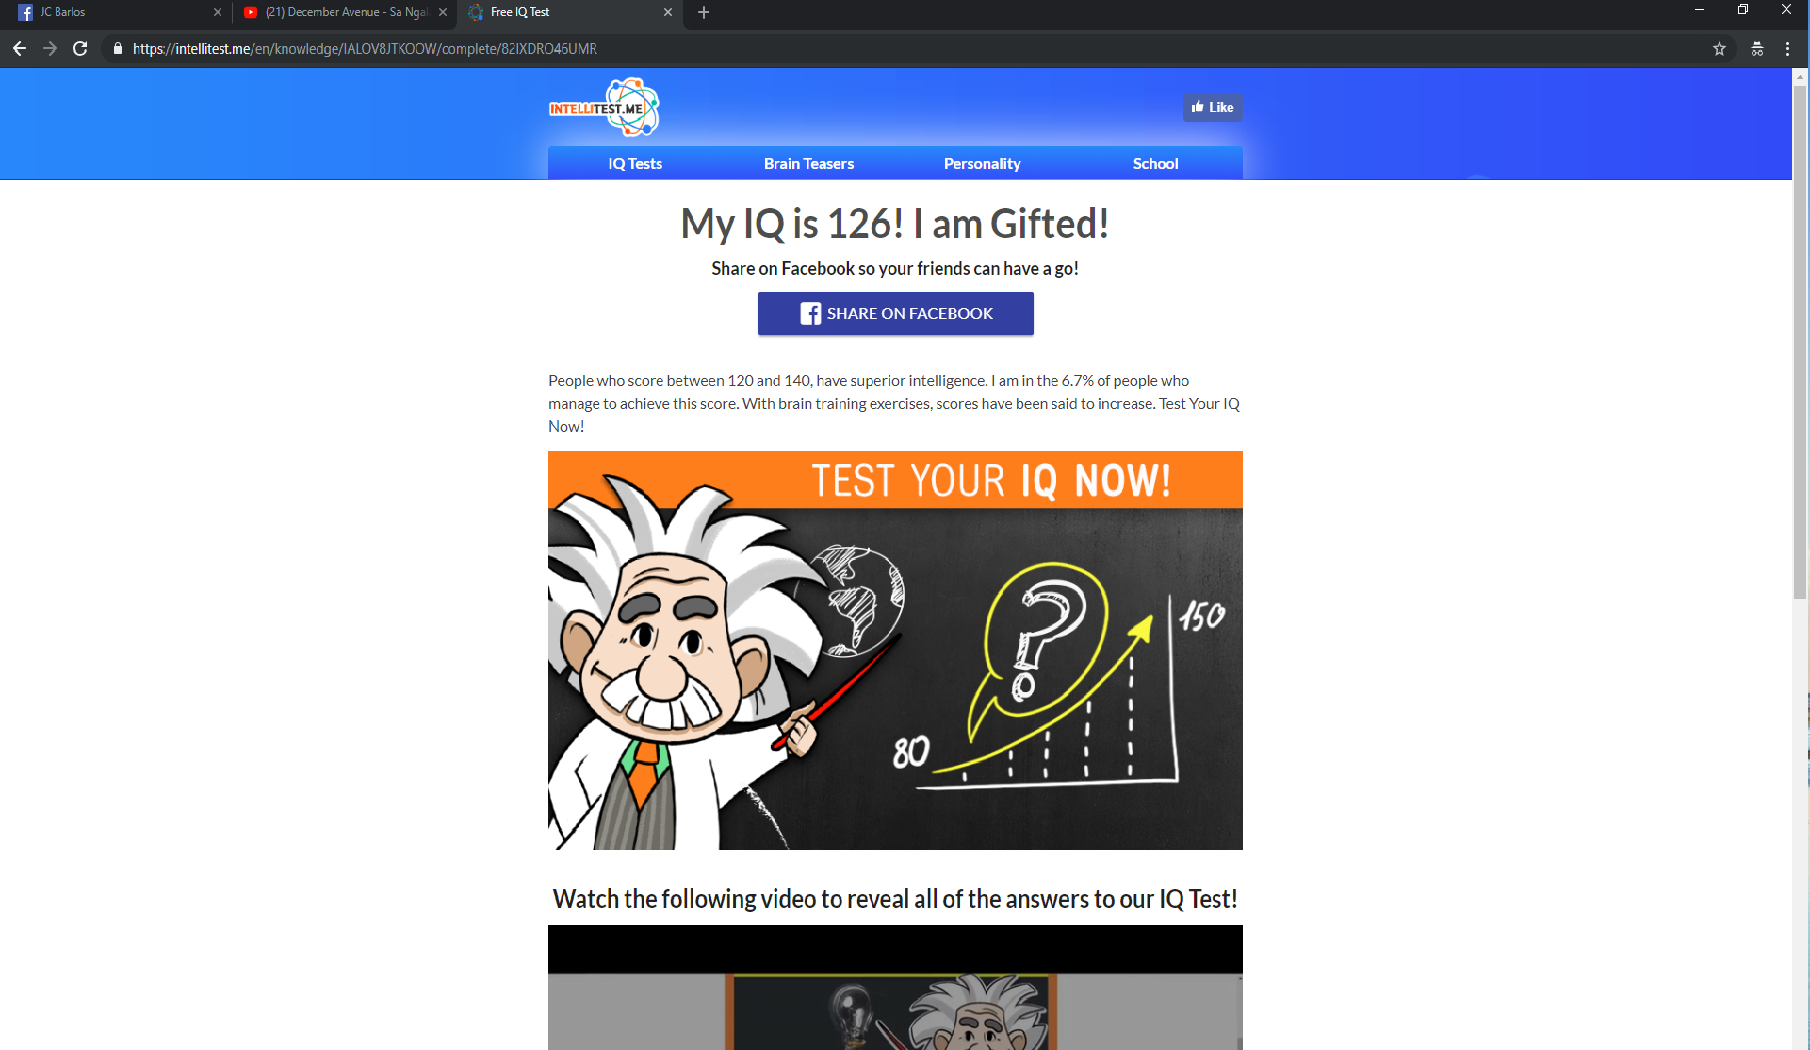 JC Barlos
(21) December Avenue - Sa Ngal
Free IQ Test
https://intellitest.me/en/knowledge/IALOV8JTKOOW/complete/82IXDRO46UMR
INTELLITEST.ME
Like
IQ Tests
Brain Teasers
Personality
School
My IQ is 126! I am Gifted!
Share on Facebook so your friends can have a go!
SHARE ON FACEBOOK
People who score between 120 and 140, have superior intelligence. I am in the 6.7% of people who
manage to achieve this score. With brain training exercises, scores have been said to increase. Test Your IQ
Now!
TEST YOUR IQ NOW!
?
150
80
Watch the following video to reveal all of the answers to our IQ Test!